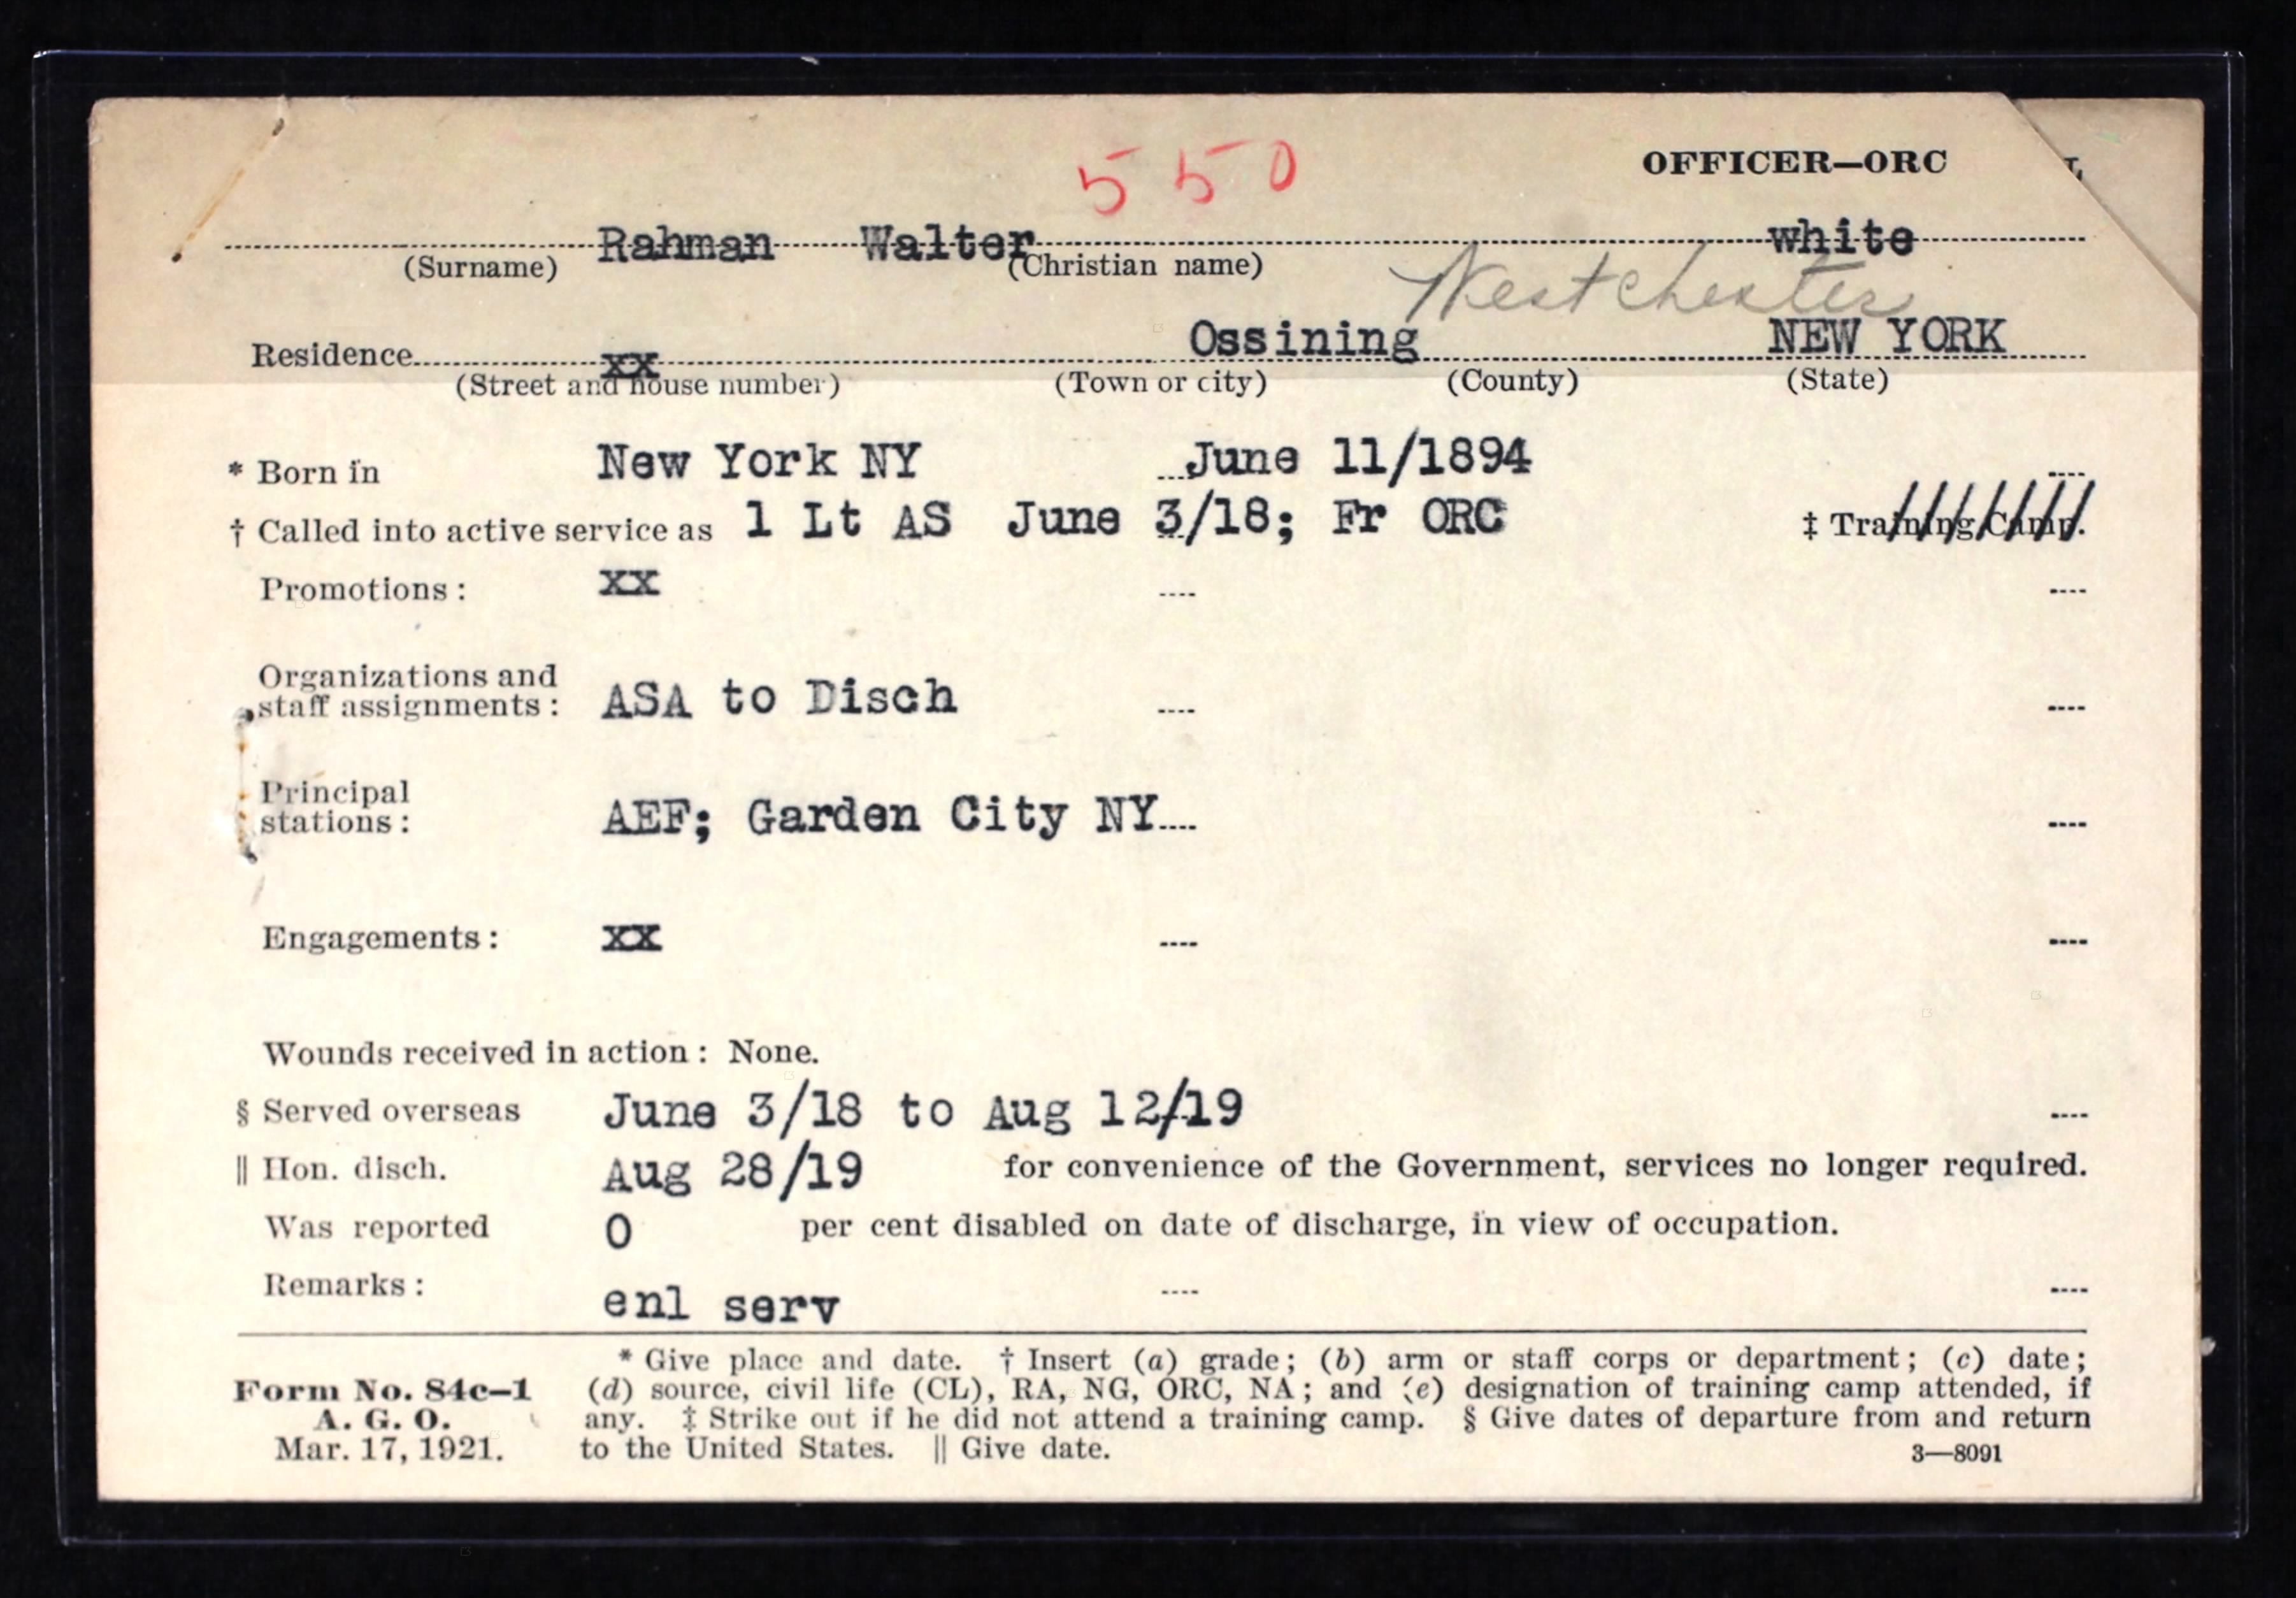 5 5 0
OFFICER—ORC
L
Rahman Walter white
(Surname) (Christian name)
Westchester
Residence xx Ossining NEW YORK
(Street and house number) (Town or city) (County) (State)
* Born in New York NY June 11/1894
† Called into active service as 1 Lt AS June 3/18; Fr ORC ‡ Training Camp.
Promotions: xx
Organizations and
staff assignments: ASA to Disch
Principal
stations: AEF; Garden City NY
Engagements: xx
Wounds received in action: None.
§ Served overseas June 3/18 to Aug 12/19
‖ Hon. disch. Aug 28/19 for convenience of the Government, services no longer required.
Was reported 0 per cent disabled on date of discharge, in view of occupation.
Remarks: enl serv
* Give place and date. † Insert (a) grade; (b) arm or staff corps or department; (c) date;
Form No. 84c–1 (d) source, civil life (CL), RA, NG, ORC, NA; and (e) designation of training camp attended, if
A. G. O. any. ‡ Strike out if he did not attend a training camp. § Give dates of departure from and return
Mar. 17, 1921. to the United States. ‖ Give date. 3—8091